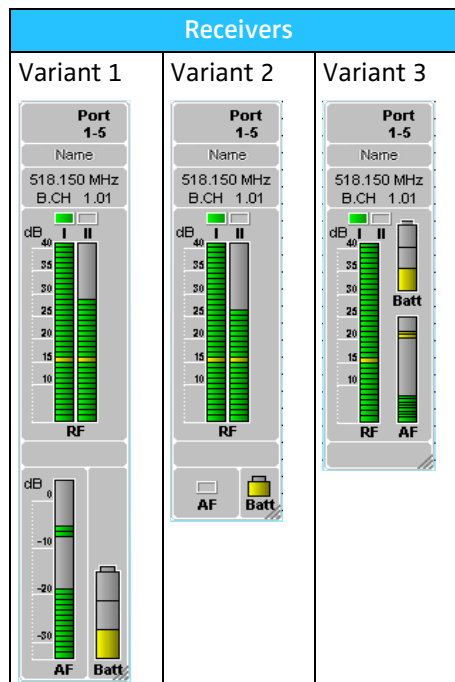 Receivers
Variant 1
Variant 2
Variant 3
Port
1-5
Name
518.150 MHz
B.CH 1.01
dB I II
40
35
30
25
20
15
10
RF
dB
0
-10
-20
-30
AF Batt
Port
1-5
Name
518.150 MHz
B.CH 1.01
dB I II
40
35
30
25
20
15
10
RF
AF Batt
Port
1-5
Name
518.150 MHz
B.CH 1.01
dB I II
40
35
30
Batt
25
20
15
10
RF AF